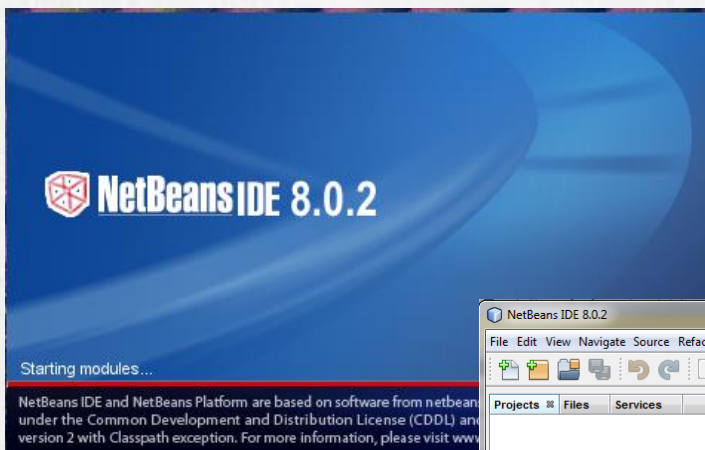 NetBeans IDE 8.0.2
Starting modules...
NetBeans IDE and NetBeans Platform are based on software from netbeans
under the Common Development and Distribution License (CDDL) and
version 2 with Classpath exception. For more information, please visit www
NetBeans IDE 8.0.2
File Edit View Navigate Source Refac
Projects Files Services